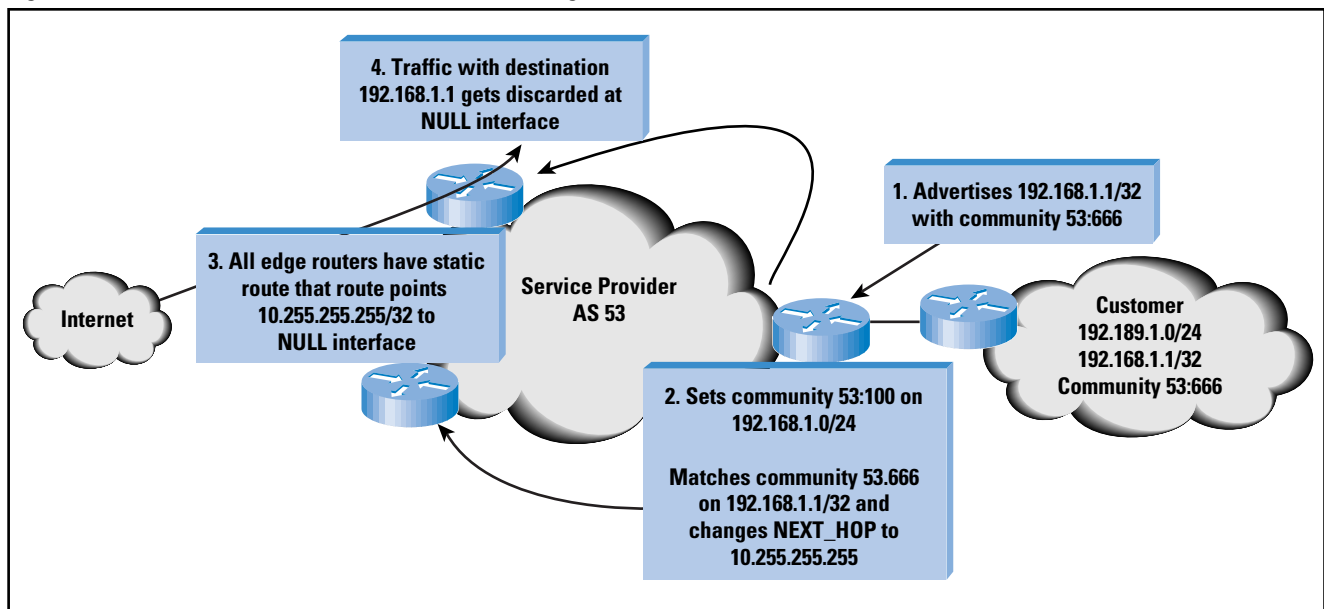 4. Traffic with destination
192.168.1.1 gets discarded at
NULL interface
1. Advertises 192.168.1.1/32
with community 53:666
3. All edge routers have static
route that route points
10.255.255.255/32 to
NULL interface
Internet
Service Provider
AS 53
Customer
192.189.1.0/24
192.168.1.1/32
Community 53:666
2. Sets community 53:100 on
192.168.1.0/24
Matches community 53.666
on 192.168.1.1/32 and
changes NEXT_HOP to
10.255.255.255